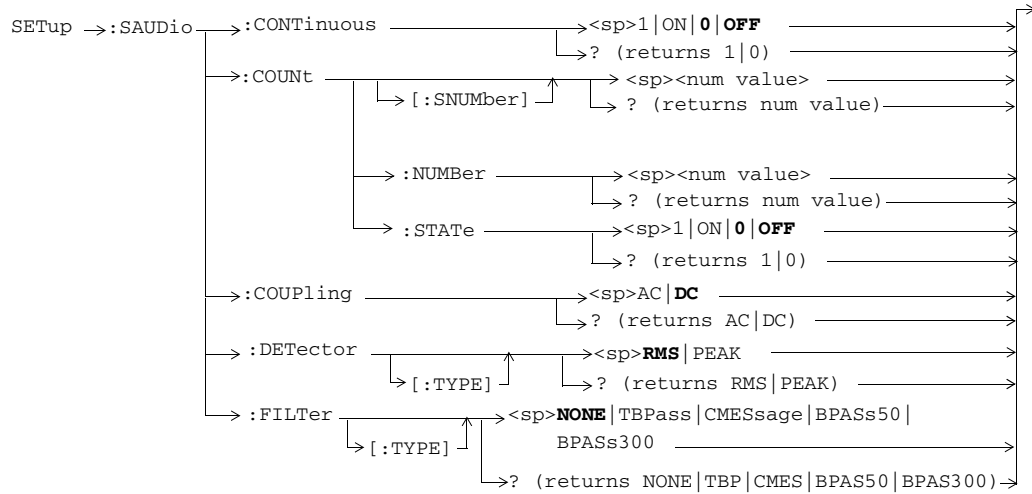 SETup :SAUDio :CONTinuous <sp>1|ON|0|OFF
? (returns 1|0)
:COUNt <sp><num value>
[:SNUMber] ? (returns num value)
:NUMBer <sp><num value>
? (returns num value)
:STATe <sp>1|ON|0|OFF
? (returns 1|0)
:COUPling <sp>AC|DC
? (returns AC|DC)
:DETector <sp>RMS|PEAK
[:TYPE] ? (returns RMS|PEAK)
:FILTer <sp>NONE|TBPass|CMESsage|BPASs50|
[:TYPE] BPASs300
? (returns NONE|TBP|CMES|BPAS50|BPAS300)